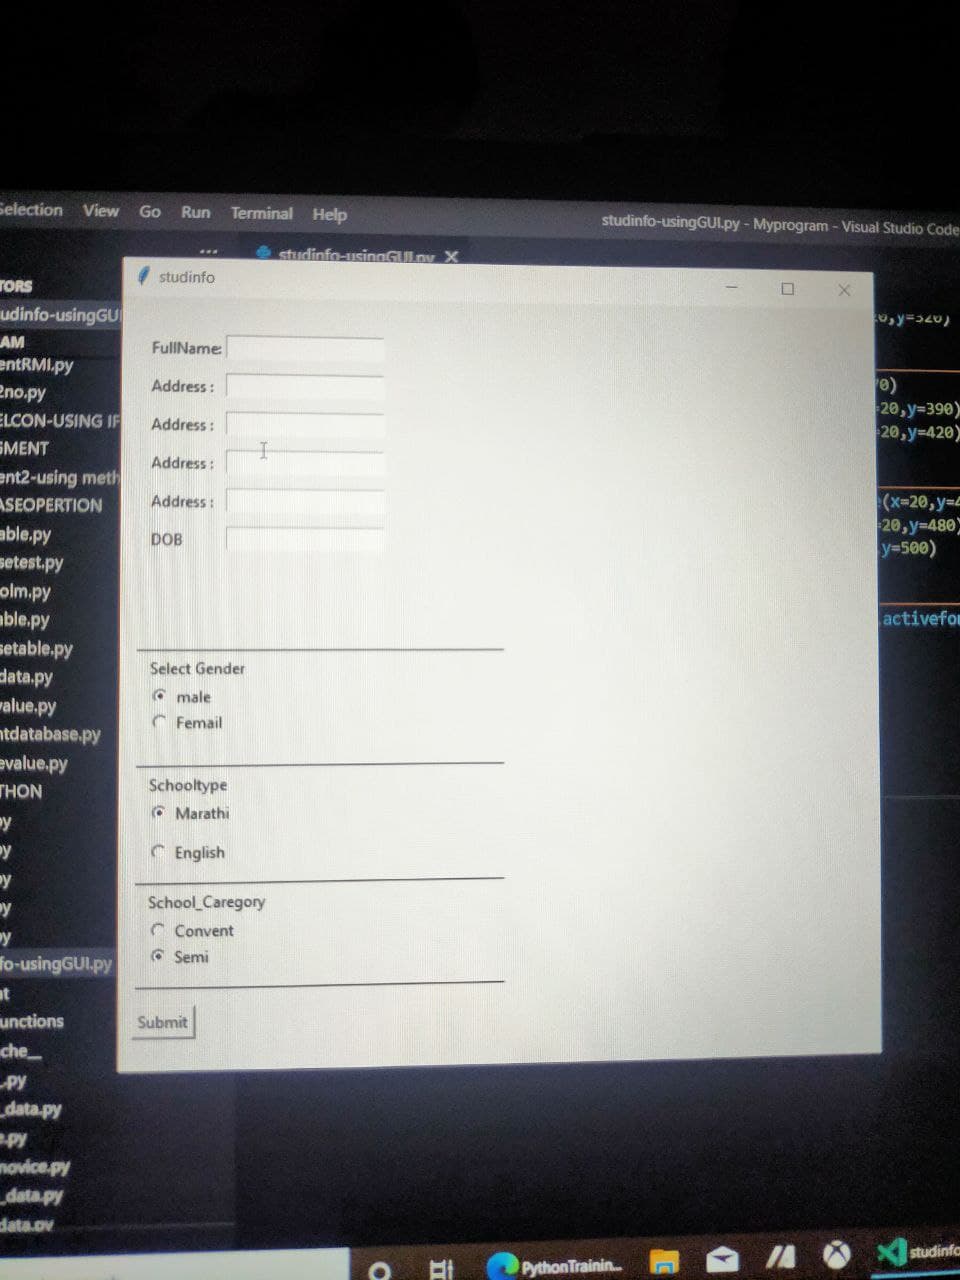 Selection View Go Run Terminal Help
studinfo-usingGUI.py - Myprogram - Visual Studio Code
... studinfo-usingGUI.py X
studinfo
FullName:
Address :
Address :
Address :
Address :
DOB
Select Gender
male
Femail
Schooltype
Marathi
English
School_Caregory
Convent
Semi
Submit
TORS
udinfo-usingGUI
AM
entRMI.py
2no.py
ELCON-USING IF
GMENT
ent2-using meth
ASEOPERTION
able.py
setest.py
olm.py
able.py
setable.py
data.py
value.py
ntdatabase.py
evalue.py
THON
py
py
py
py
py
fo-usingGUI.py
nt
unctions
che__
.py
_data.py
e.py
novice.py
_data.py
data.py
,y=320)
0)
=20,y=390)
=20,y=420)
(x=20,y=4
=20,y=480)
y=500)
.activefo
PythonTrainin...
studinfo